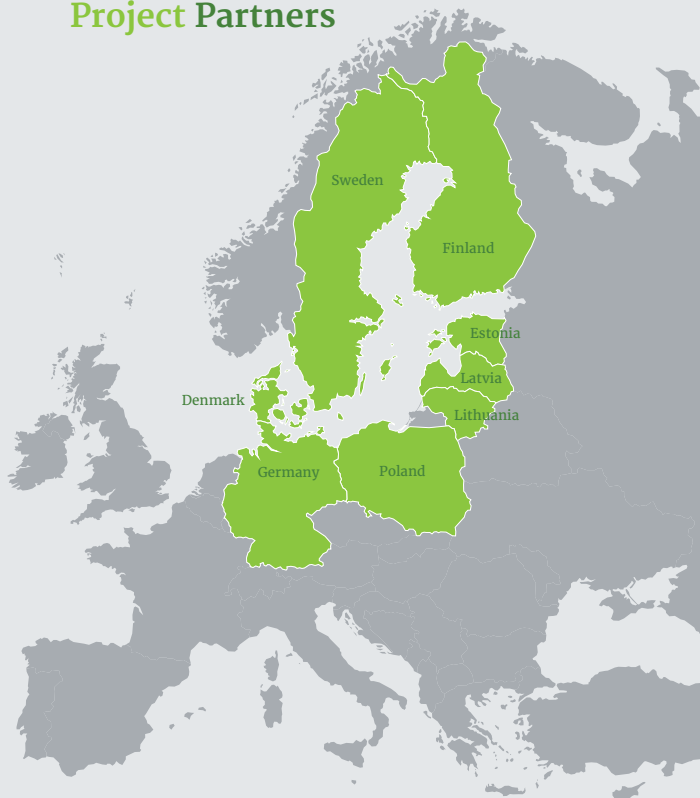 Project Partners
Sweden
Finland
Estonia
Latvia
Denmark
Lithuania
Germany
Poland